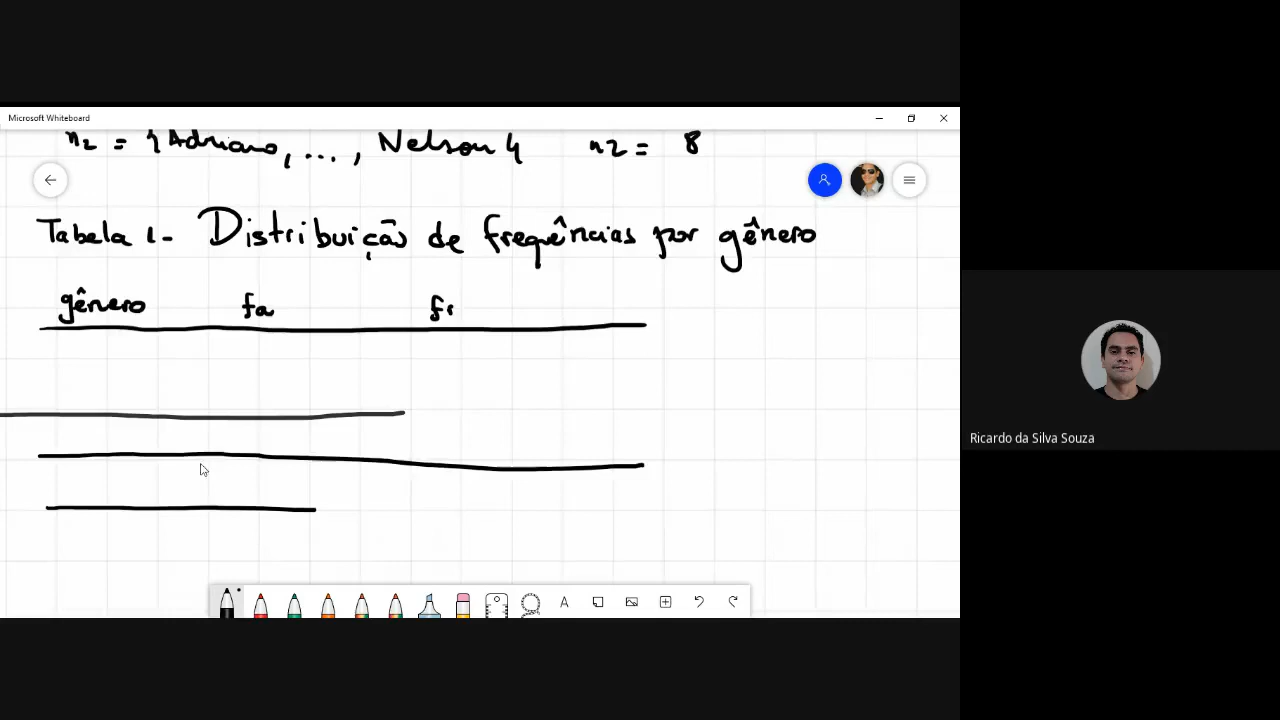 Microsoft Whiteboard
n2 = {Adriano, ..., Nelson} n2 = 8
Tabela 1- Distribuição de frequências por gênero
gênero fa fr
Ricardo da Silva Souza
A